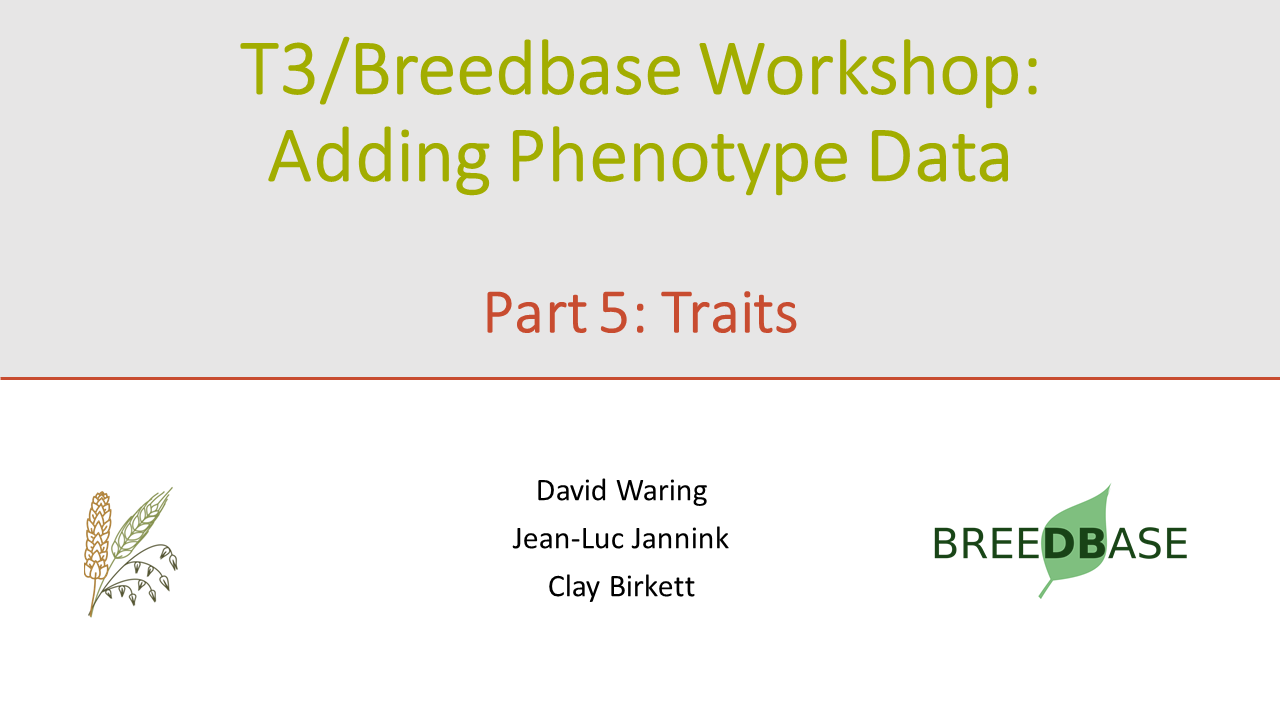 T3/Breedbase Workshop:
Adding Phenotype Data
Part 5: Traits
David Waring
Jean-Luc Jannink
Clay Birkett
BREEDBASE